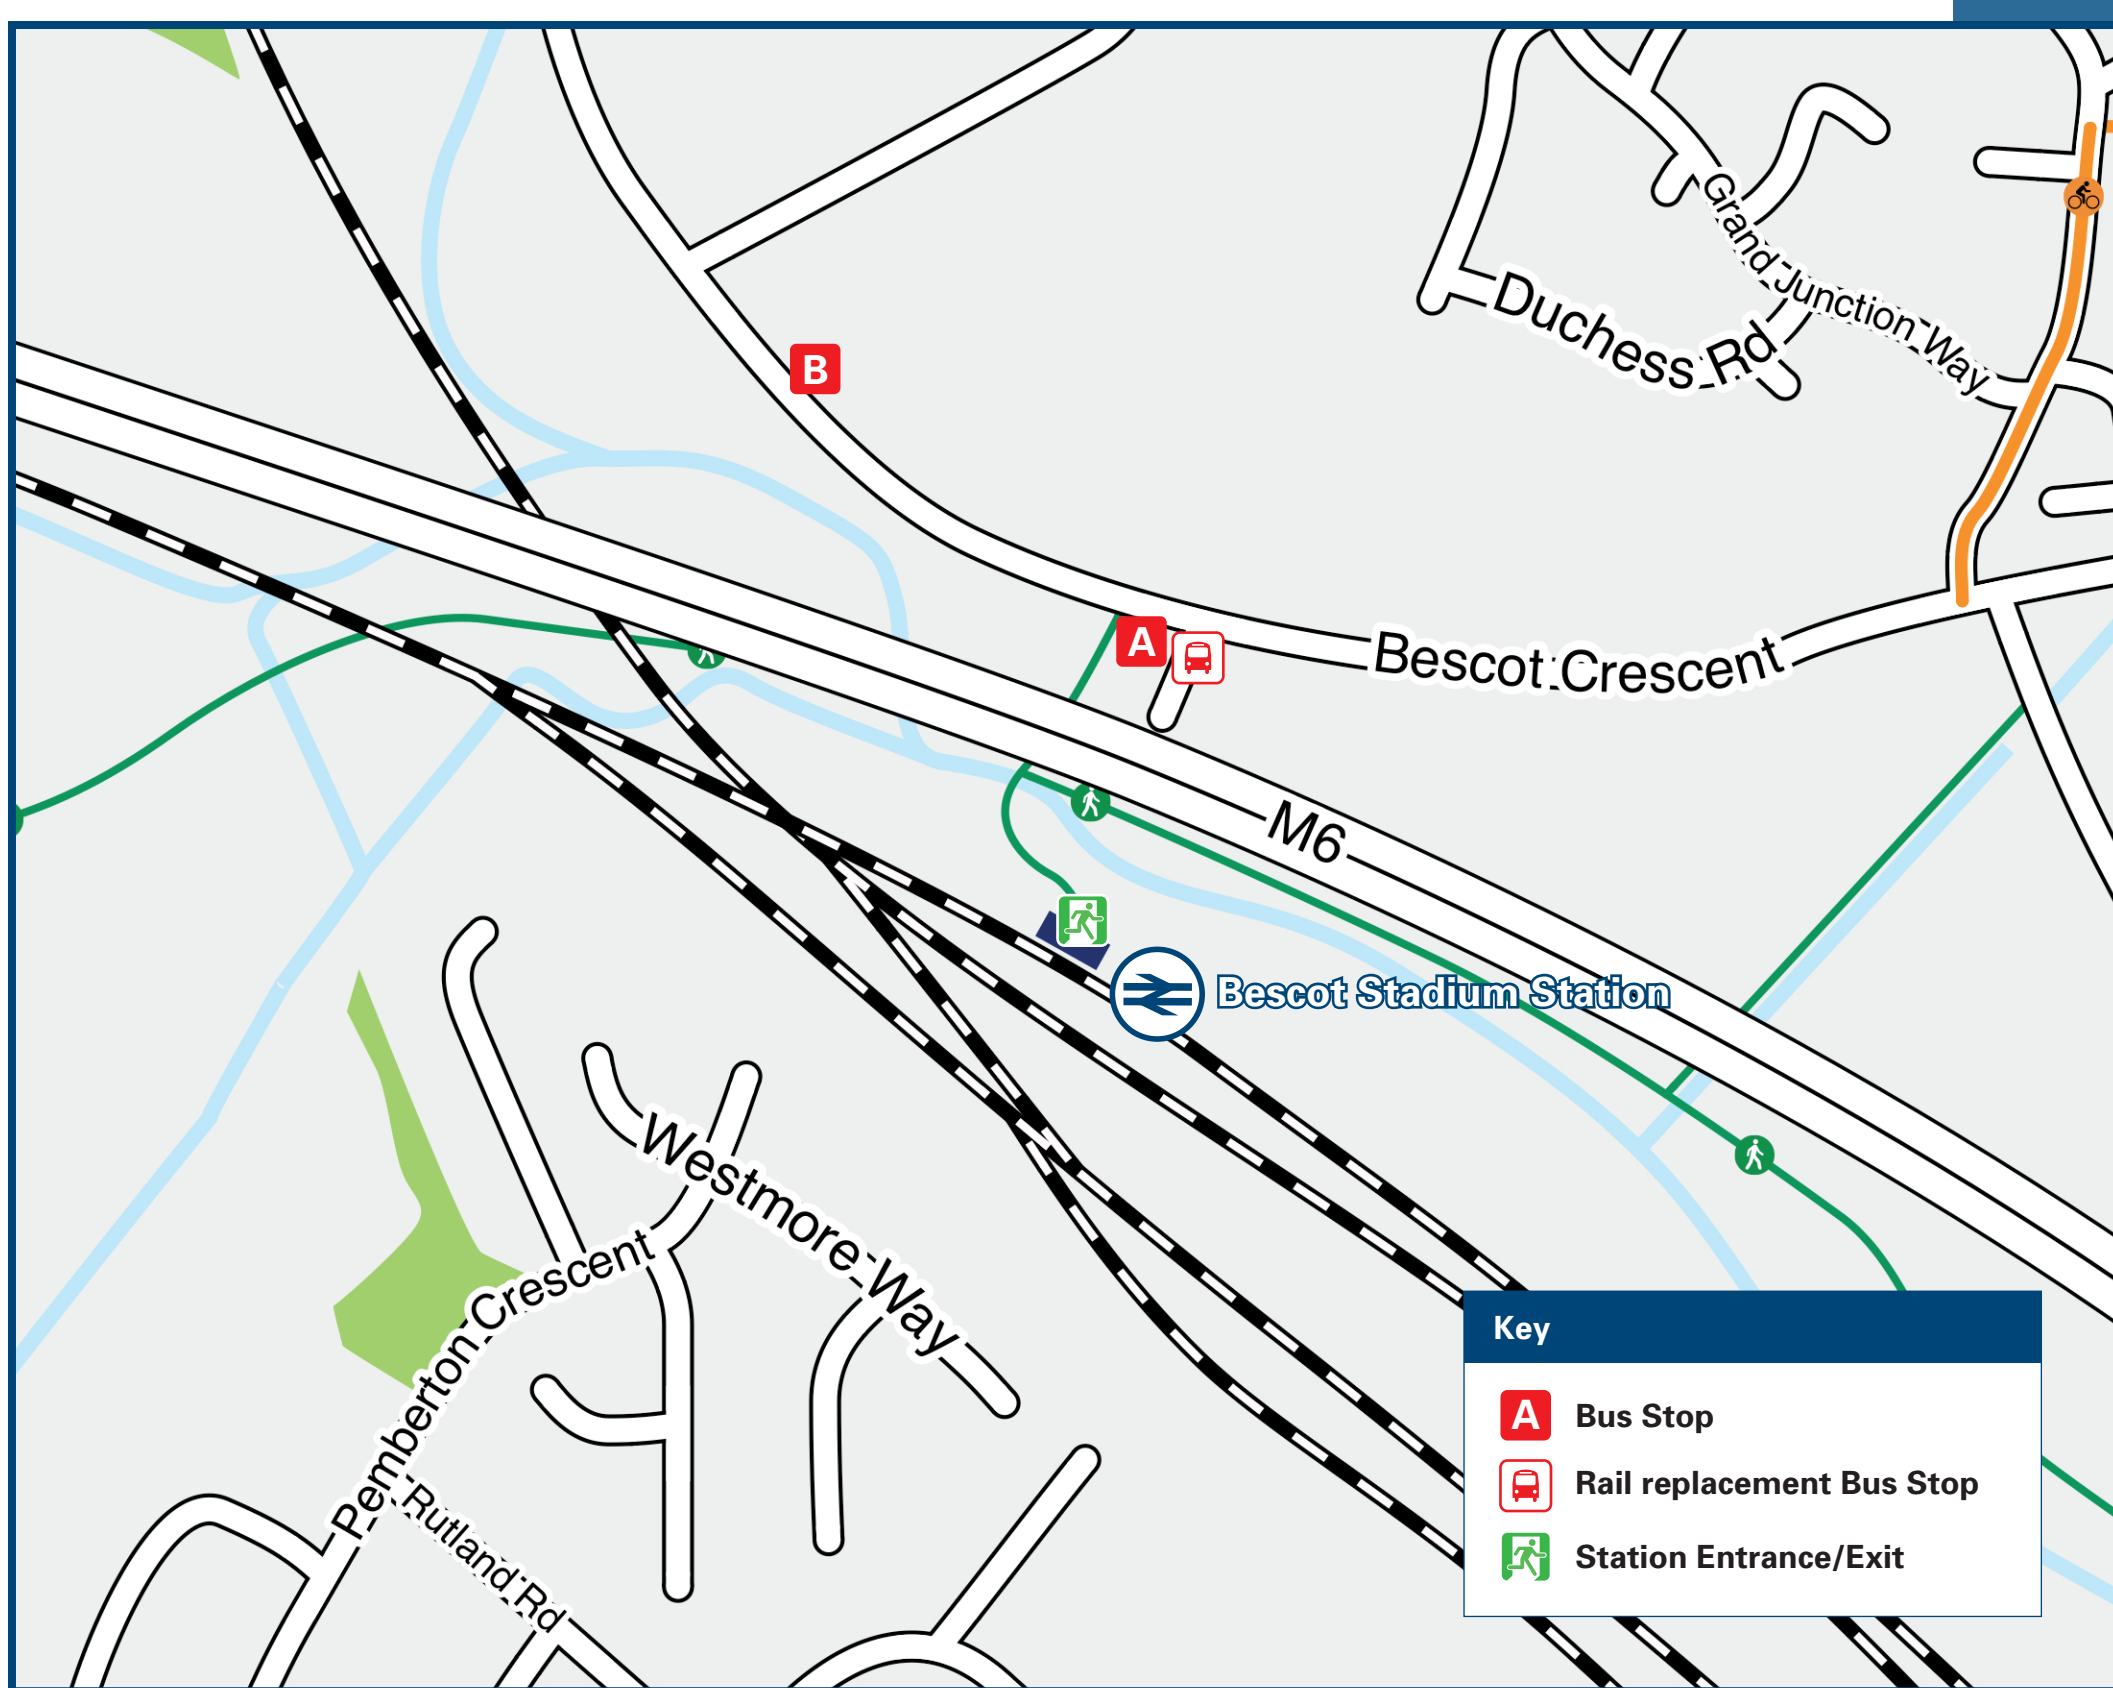 Grand Junction Way
Duchess Rd
B
A
Bescot Crescent
M6
Bescot Stadium Station
Westmore Way
Pemberton Crescent
Rutland Rd
Key
A Bus Stop
Rail replacement Bus Stop
Station Entrance/Exit